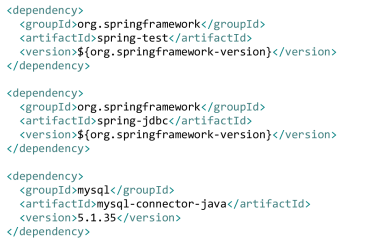 <dependency>
  <groupId>org.springframework</groupId>
  <artifactId>spring-test</artifactId>
  <version>${org.springframework-version}</version>
</dependency>

<dependency>
  <groupId>org.springframework</groupId>
  <artifactId>spring-jdbc</artifactId>
  <version>${org.springframework-version}</version>
</dependency>

<dependency>
  <groupId>mysql</groupId>
  <artifactId>mysql-connector-java</artifactId>
  <version>5.1.35</version>
</dependency>